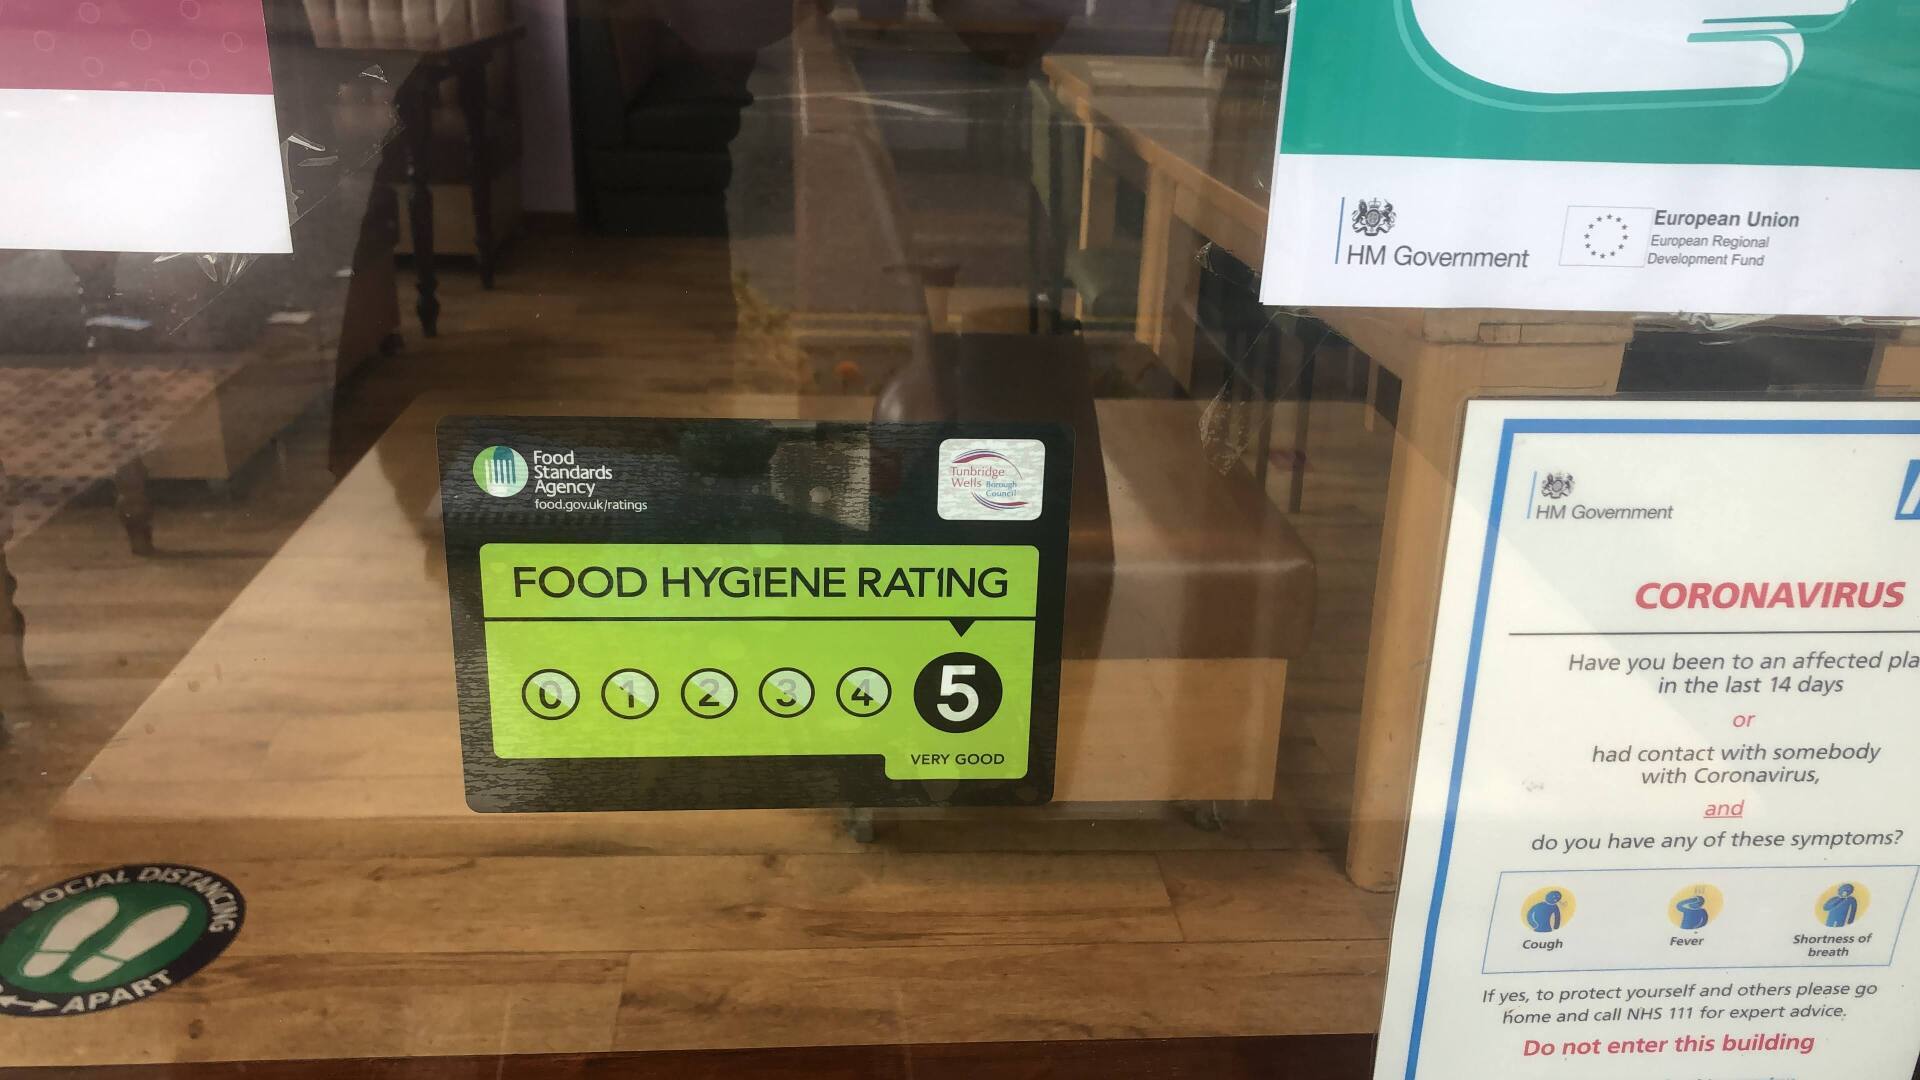 MENU
HM Government
European Union
European Regional
Development Fund
Food
Standards
Agency
food.gov.uk/ratings
Tunbridge
Wells Borough
Council
FOOD HYGIENE RATING
0 1 2 3 4 5
VERY GOOD
SOCIAL DISTANCING
APART
HM Government
CORONAVIRUS
Have you been to an affected pla
in the last 14 days
or
had contact with somebody
with Coronavirus,
and
do you have any of these symptoms?
Cough
Fever
Shortness of
breath
If yes, to protect yourself and others please go
home and call NHS 111 for expert advice.
Do not enter this building